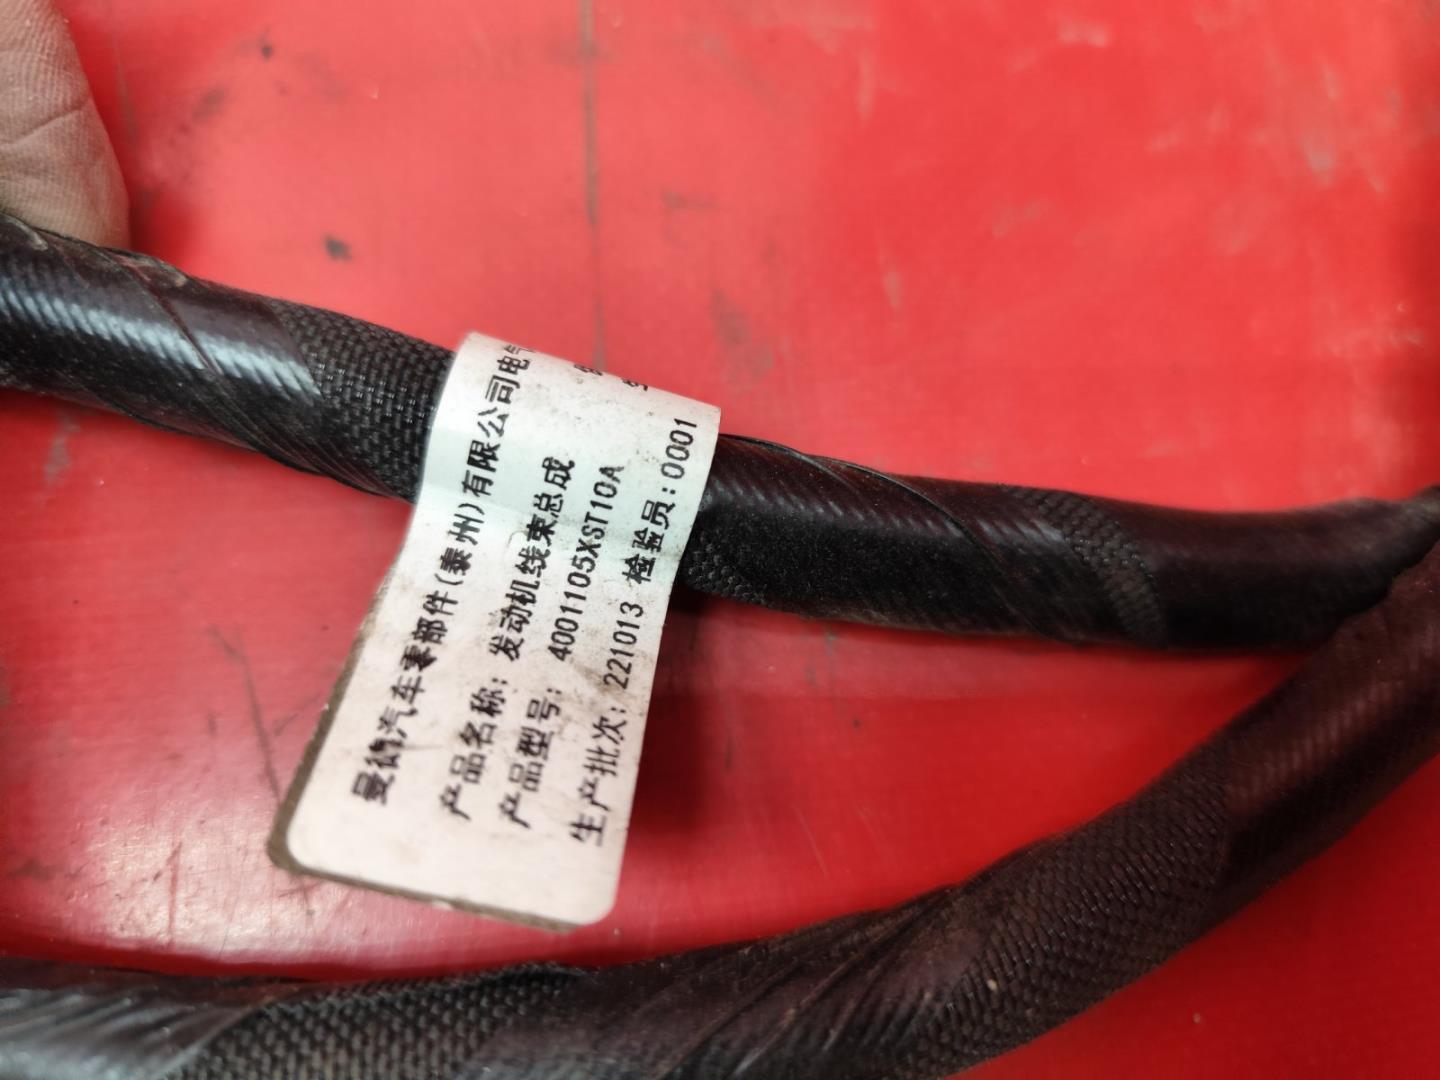 曼德汽车零部件(泰州)有限公司电气
产品名称: 发动机线束总成
产品型号: 4001105XST10A
生产批次: 221013 检验员:0001